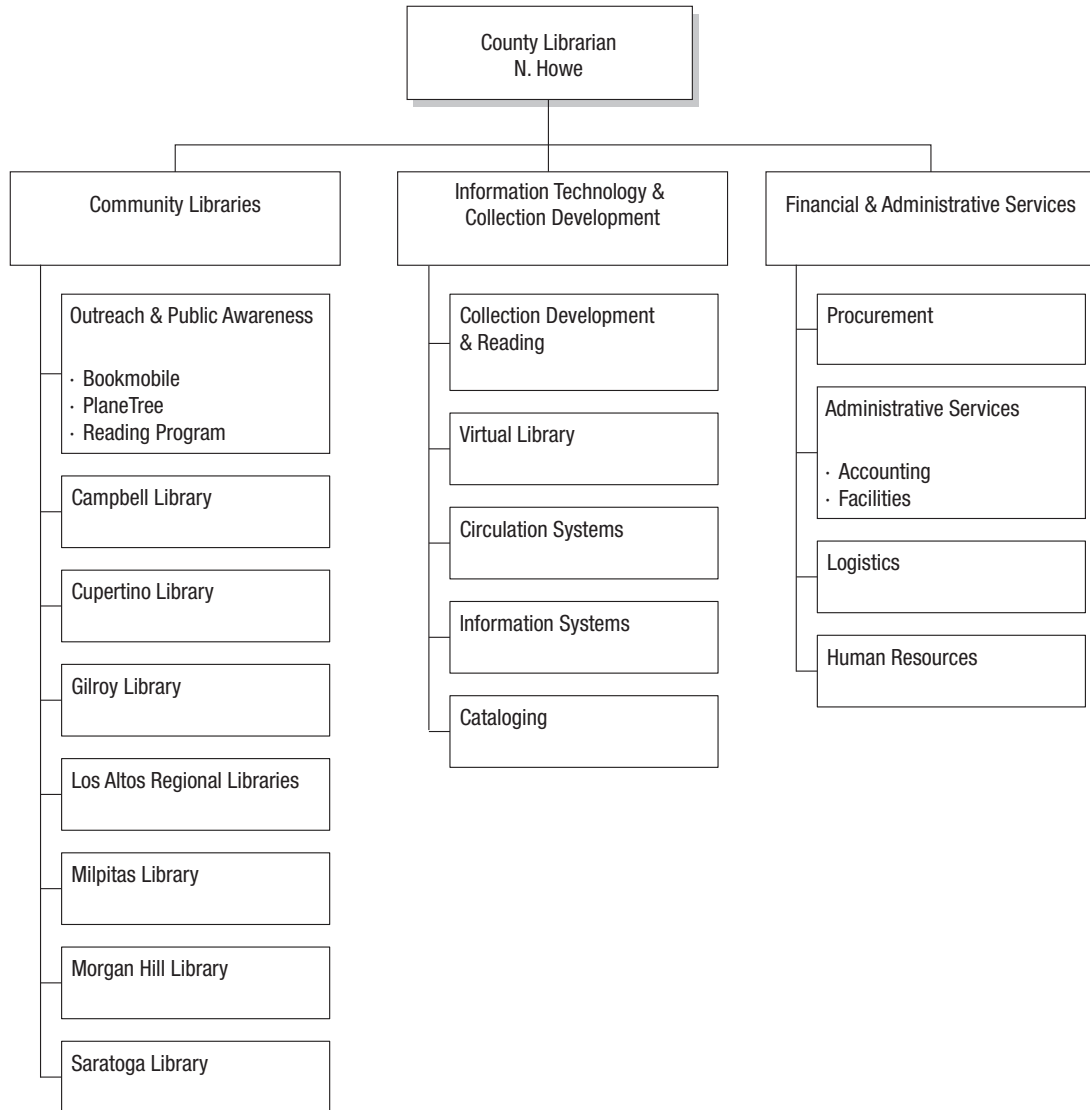 County Librarian
N. Howe
Community Libraries
Information Technology &
Collection Development
Financial & Administrative Services
Outreach & Public Awareness
· Bookmobile
· PlaneTree
· Reading Program
Campbell Library
Cupertino Library
Gilroy Library
Los Altos Regional Libraries
Milpitas Library
Morgan Hill Library
Saratoga Library
Collection Development
& Reading
Virtual Library
Circulation Systems
Information Systems
Cataloging
Procurement
Administrative Services
· Accounting
· Facilities
Logistics
Human Resources